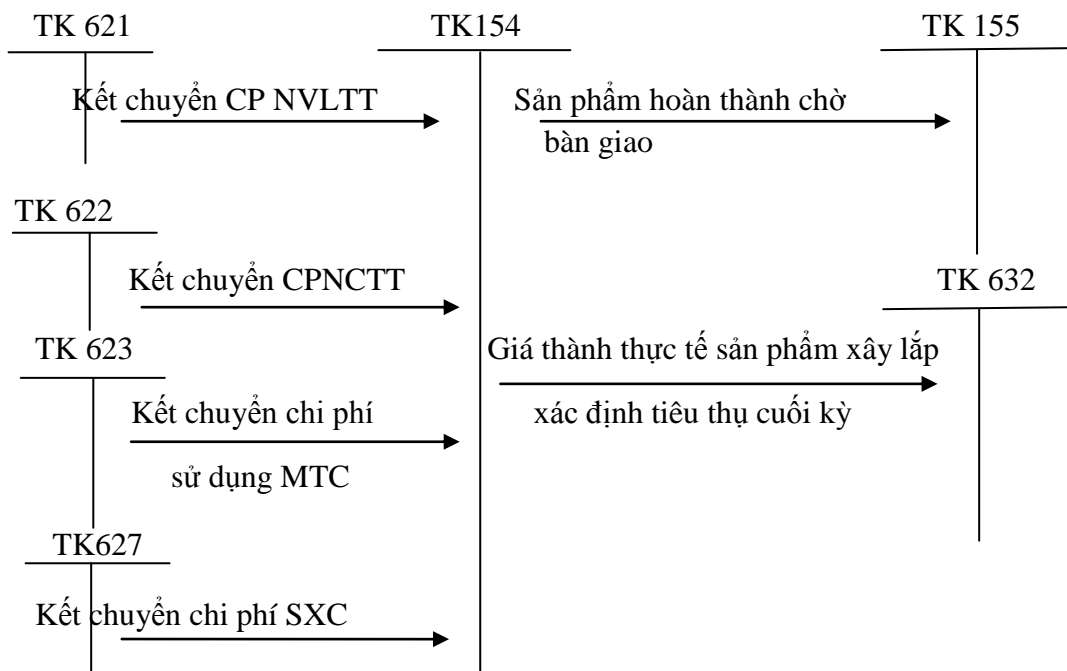 TK 621
TK154
TK 155
Kết chuyển CP NVLTT
Sản phẩm hoàn thành chờ
bàn giao
TK 622
Kết chuyển CPNCTT
TK 632
TK 623
Giá thành thực tế sản phẩm xây lắp
Kết chuyển chi phí
xác định tiêu thụ cuối kỳ
sử dụng MTC
TK627
Kết chuyển chi phí SXC